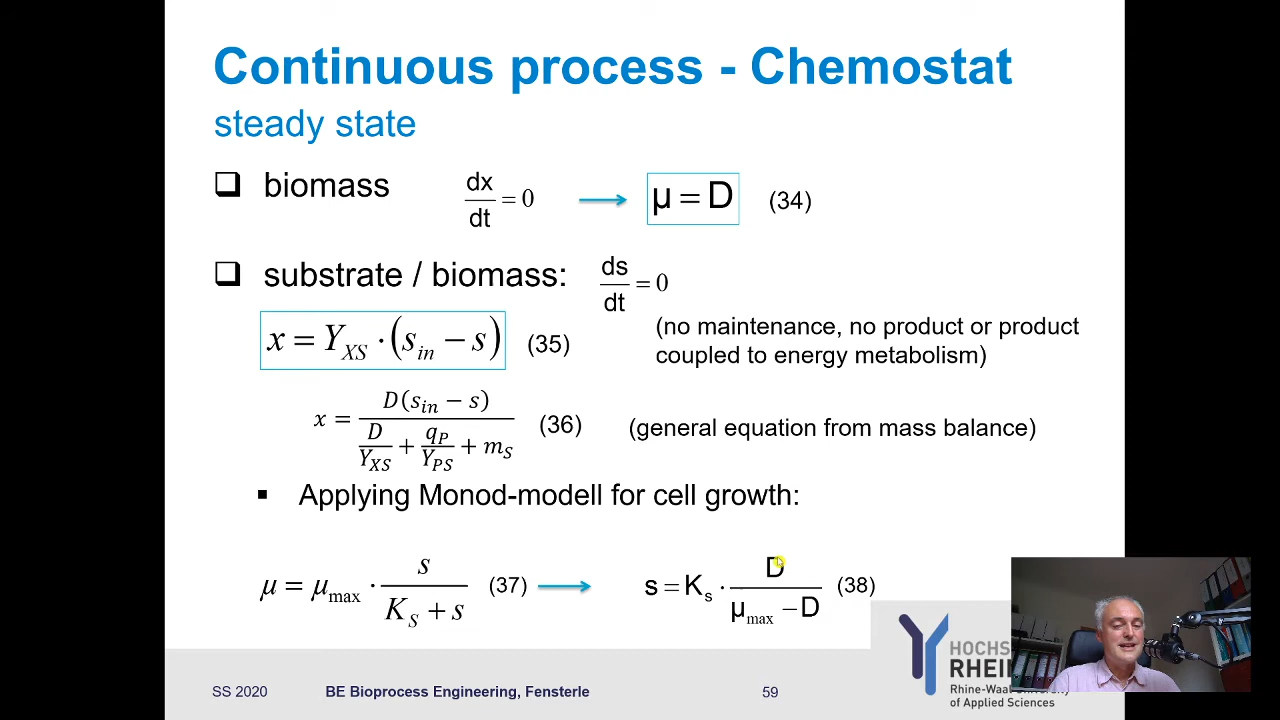 Continuous process - Chemostat
steady state
❑ biomass dx/dt = 0 → µ = D (34)
❑ substrate / biomass: ds/dt = 0
x = Y_XS · (s_in − s) (35)
(no maintenance, no product or product
coupled to energy metabolism)
x = D(s_in − s) / (D/Y_XS + q_P/Y_PS + m_S) (36) (general equation from mass balance)
▪ Applying Monod-modell for cell growth:
µ = µ_max · s / (K_S + s) (37) → s = K_s · D / (µ_max − D) (38)
HOCHS
RHEIN
Rhine-Waal University
of Applied Sciences
SS 2020 BE Bioprocess Engineering, Fensterle 59